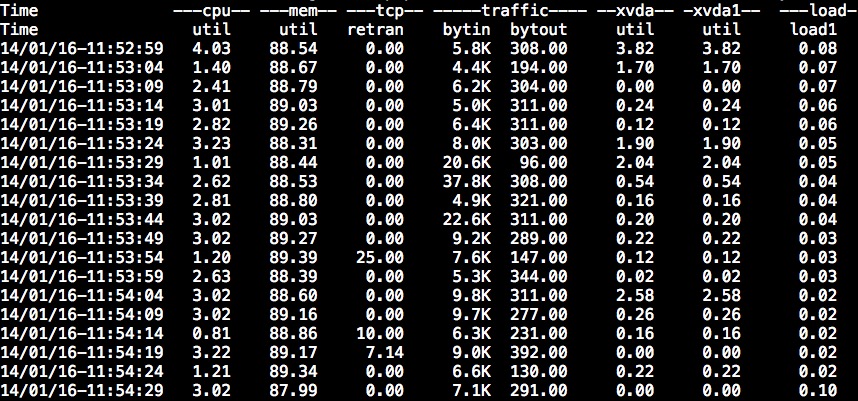 Time ---cpu-- ---mem-- ---tcp-- -----traffic---- --xvda-- -xvda1-- ---load-
Time util util retran bytin bytout util util load1
14/01/16-11:52:59 4.03 88.54 0.00 5.8K 308.00 3.82 3.82 0.08
14/01/16-11:53:04 1.40 88.67 0.00 4.4K 194.00 1.70 1.70 0.07
14/01/16-11:53:09 2.41 88.79 0.00 6.2K 304.00 0.00 0.00 0.07
14/01/16-11:53:14 3.01 89.03 0.00 5.0K 311.00 0.24 0.24 0.06
14/01/16-11:53:19 2.82 89.26 0.00 6.4K 311.00 0.12 0.12 0.06
14/01/16-11:53:24 3.23 88.31 0.00 8.0K 303.00 1.90 1.90 0.05
14/01/16-11:53:29 1.01 88.44 0.00 20.6K 96.00 2.04 2.04 0.05
14/01/16-11:53:34 2.62 88.53 0.00 37.8K 308.00 0.54 0.54 0.04
14/01/16-11:53:39 2.81 88.80 0.00 4.9K 321.00 0.16 0.16 0.04
14/01/16-11:53:44 3.02 89.03 0.00 22.6K 311.00 0.20 0.20 0.04
14/01/16-11:53:49 3.02 89.27 0.00 9.2K 289.00 0.22 0.22 0.03
14/01/16-11:53:54 1.20 89.39 25.00 7.6K 147.00 0.12 0.12 0.03
14/01/16-11:53:59 2.63 88.39 0.00 5.3K 344.00 0.02 0.02 0.03
14/01/16-11:54:04 3.02 88.60 0.00 9.8K 311.00 2.58 2.58 0.02
14/01/16-11:54:09 3.02 89.16 0.00 9.7K 277.00 0.26 0.26 0.02
14/01/16-11:54:14 0.81 88.86 10.00 6.3K 231.00 0.16 0.16 0.02
14/01/16-11:54:19 3.22 89.17 7.14 9.0K 392.00 0.00 0.00 0.02
14/01/16-11:54:24 1.21 89.34 0.00 6.6K 130.00 0.22 0.22 0.02
14/01/16-11:54:29 3.02 87.99 0.00 7.1K 291.00 0.00 0.00 0.10